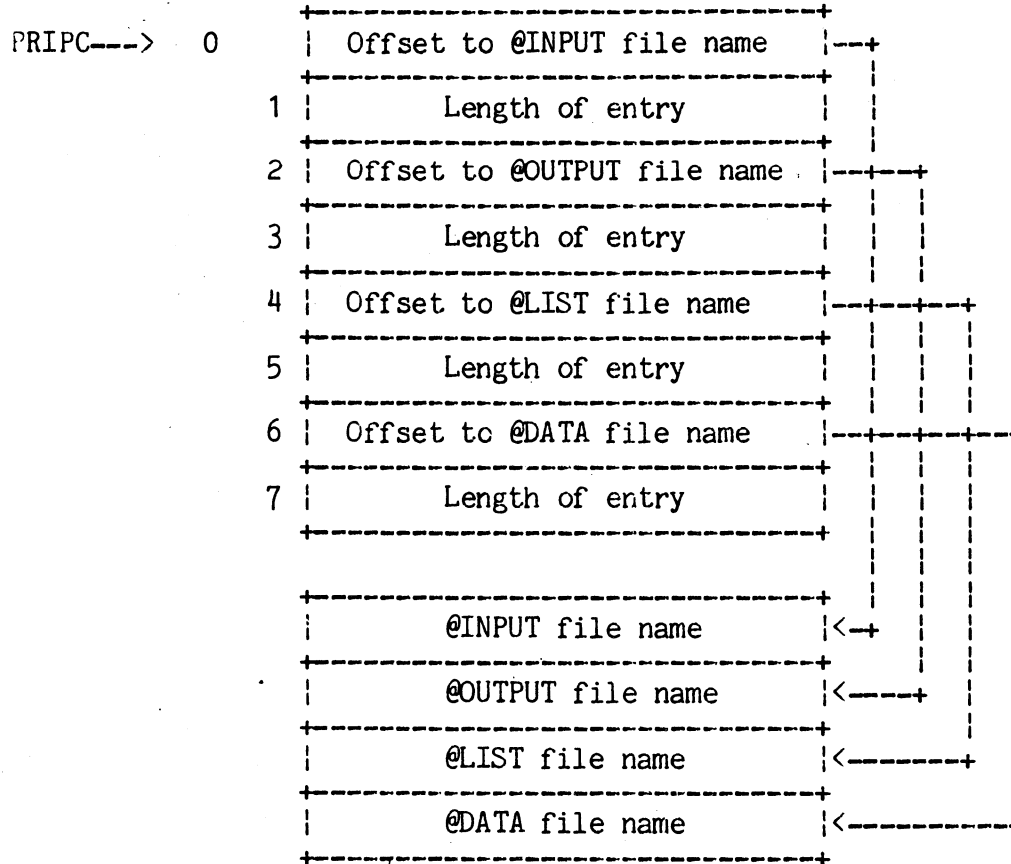 PRIPC---> 0 Offset to @INPUT file name
1 Length of entry
2 Offset to @OUTPUT file name
3 Length of entry
4 Offset to @LIST file name
5 Length of entry
6 Offset to @DATA file name
7 Length of entry
@INPUT file name
@OUTPUT file name
@LIST file name
@DATA file name